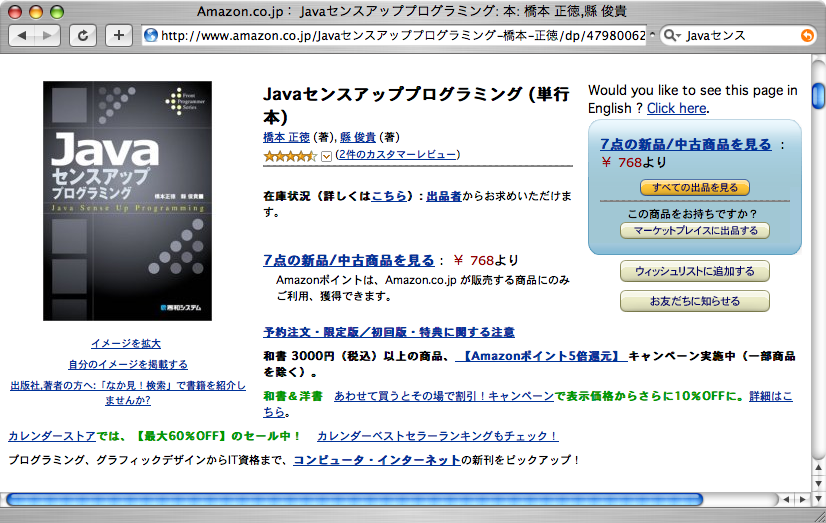 Amazon.co.jp： Javaセンスアッププログラミング: 本: 橋本 正徳,縣 俊貴
http://www.amazon.co.jp/Javaセンスアッププログラミング-橋本-正徳/dp/47980062
Javaセンス
Front
Programmer
Series
Java
センスアップ
プログラミング
橋本正徳 縣 俊貴■
Java Sense Up Programming
秀和システム
イメージを拡大
自分のイメージを掲載する
出版社,著者の方へ:「なか見！検索」で書籍を紹介し
ませんか?
Javaセンスアッププログラミング (単行
本)
橋本 正徳 (著), 縣 俊貴 (著)
(2件のカスタマーレビュー)
在庫状況（詳しくはこちら）: 出品者からお求めいただけま
す。
7点の新品/中古商品を見る： ￥ 768より
Amazonポイントは、Amazon.co.jp が販売する商品にのみ
ご利用、獲得できます。
予約注文・限定版／初回版・特典に関する注意
和書 3000円（税込）以上の商品、【Amazonポイント5倍還元】 キャンペーン実施中（一部商品
を除く）。
和書＆洋書 あわせて買うとその場で割引！キャンペーンで表示価格からさらに10％OFFに。詳細はこ
ちら。
Would you like to see this page in
English ? Click here.
7点の新品/中古商品を見る：
￥ 768より
すべての出品を見る
この商品をお持ちですか？
マーケットプレイスに出品する
ウィッシュリストに追加する
お友だちに知らせる
カレンダーストアでは、【最大60％OFF】のセール中！ カレンダーベストセラーランキングもチェック！
プログラミング、グラフィックデザインからIT資格まで、コンピュータ・インターネットの新刊をピックアップ！